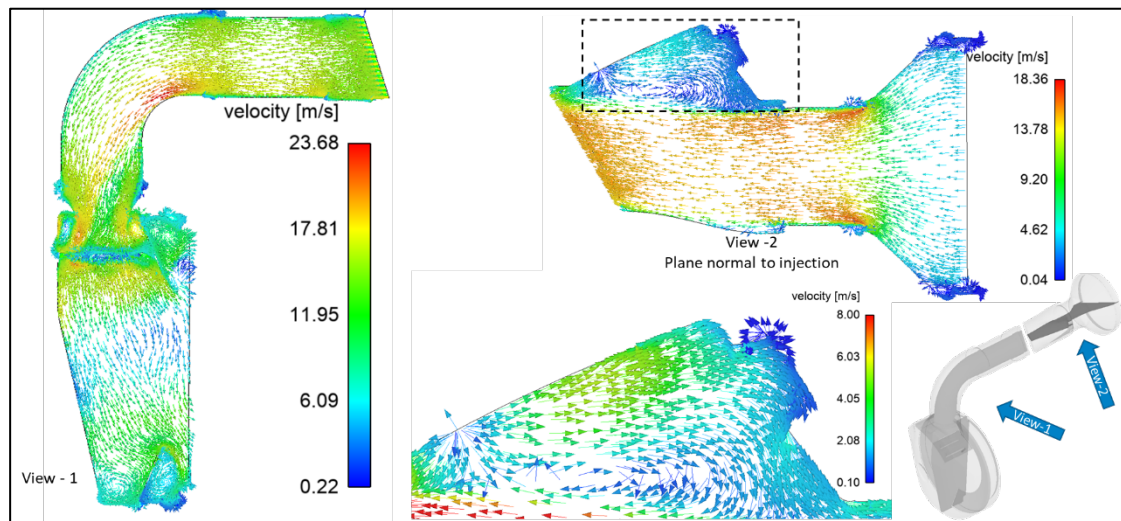 velocity [m/s]
23.68
17.81
11.95
6.09
0.22
View - 1
velocity [m/s]
18.36
13.78
9.20
4.62
0.04
View -2
Plane normal to injection
velocity [m/s]
8.00
6.03
4.05
2.08
0.10
View-1
View-2